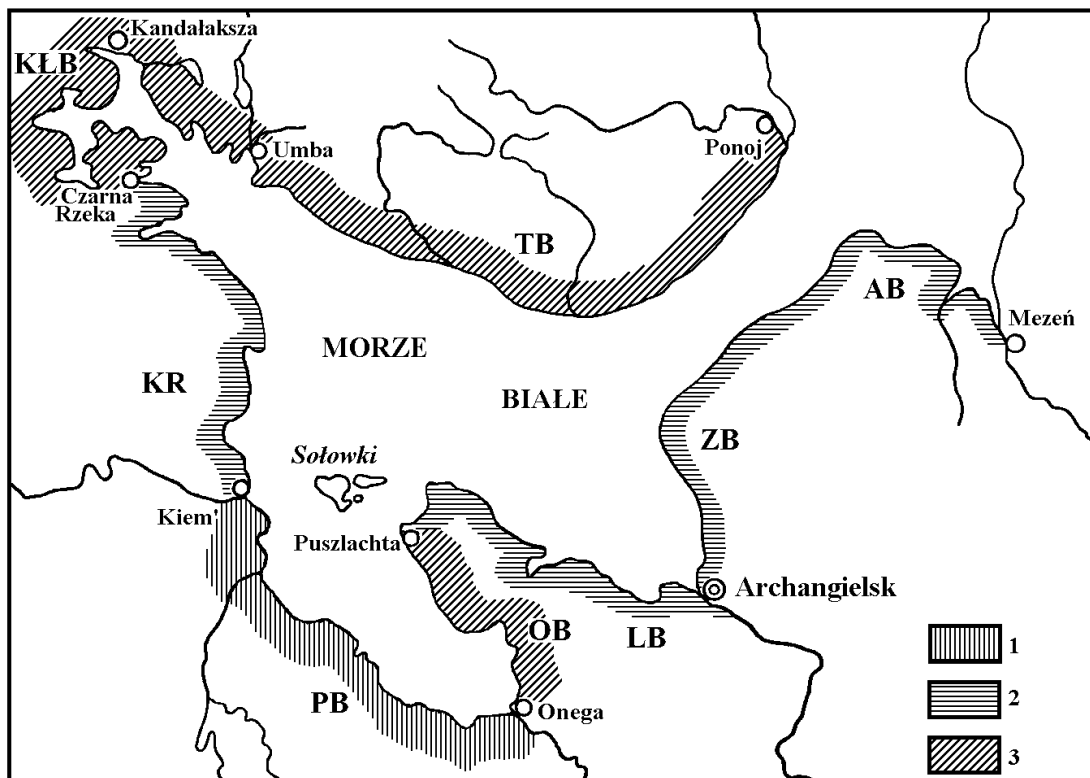 Kandałaksza
KŁB
Umba
Ponoj
Czarna
Rzeka
TB
AB
Mezeń
MORZE
KR
BIAŁE
ZB
Sołowki
Kiem'
Puszlachta
Archangielsk
OB
LB
1
2
PB
Onega
3